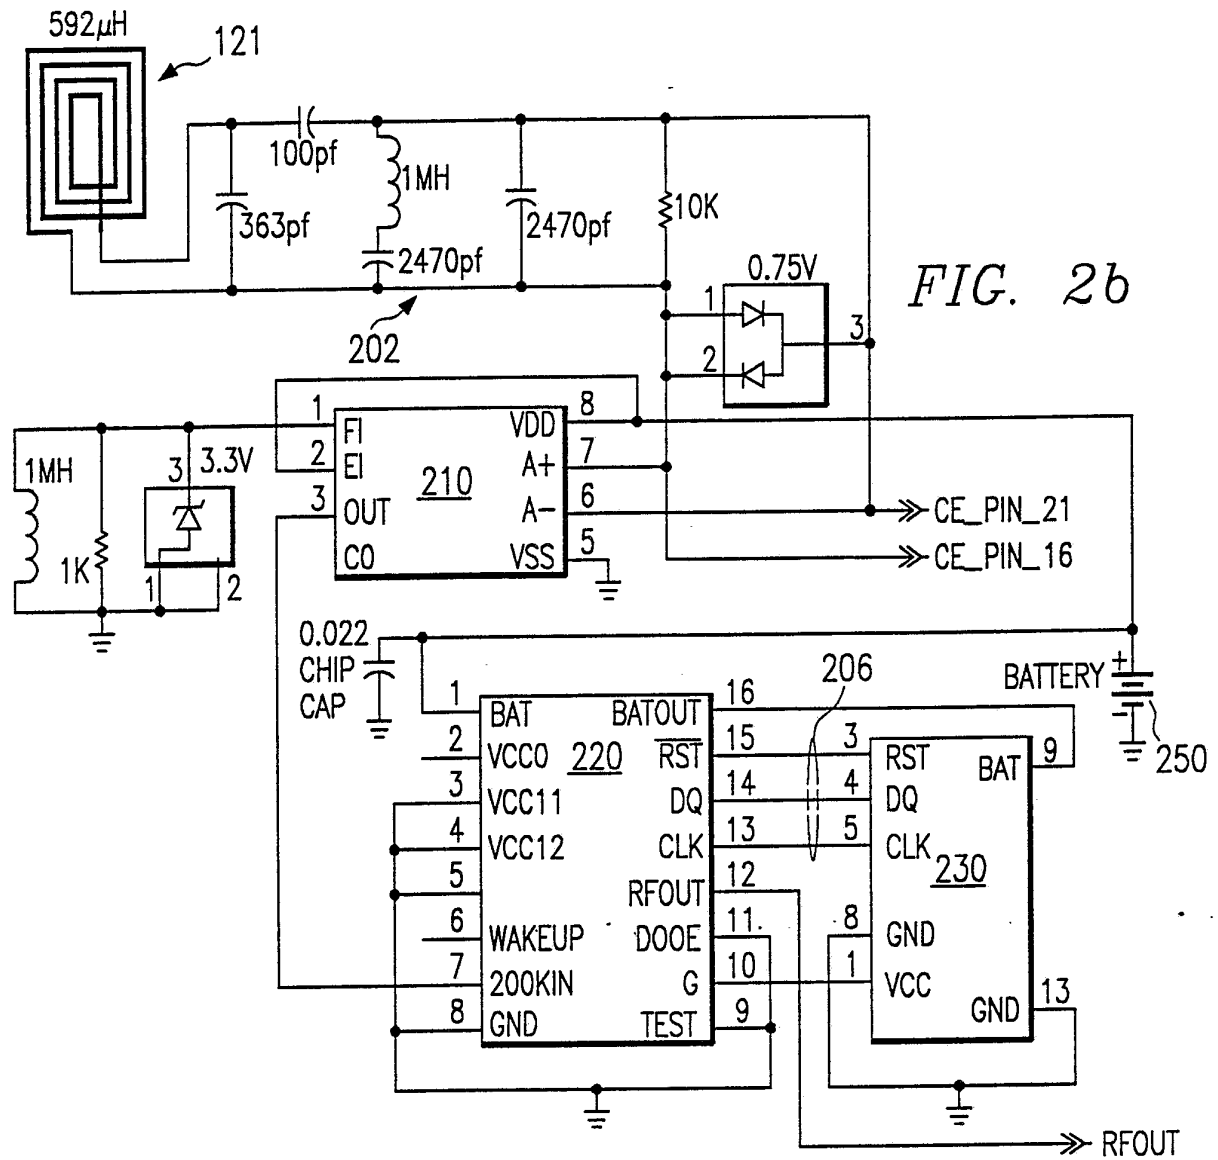 592µH
121
100pf
1MH
363pf
2470pf
2470pf
10K
0.75V
1
2
3
FIG. 2b
202
1
2
3
FI
EI
OUT
CO
210
VDD
A+
A-
VSS
8
7
6
5
1MH
1K
3
3.3V
1
2
CE_PIN_21
CE_PIN_16
0.022
CHIP
CAP
206
BATTERY
+
-
250
1
2
3
4
5
6
7
8
BAT
VCC0
VCC11
VCC12
WAKEUP
200KIN
GND
220
BATOUT
RST
DQ
CLK
RFOUT
DOOE
G
TEST
16
15
14
13
12
11
10
9
3
4
5
8
1
RST
DQ
CLK
230
GND
VCC
BAT
GND
9
13
RFOUT